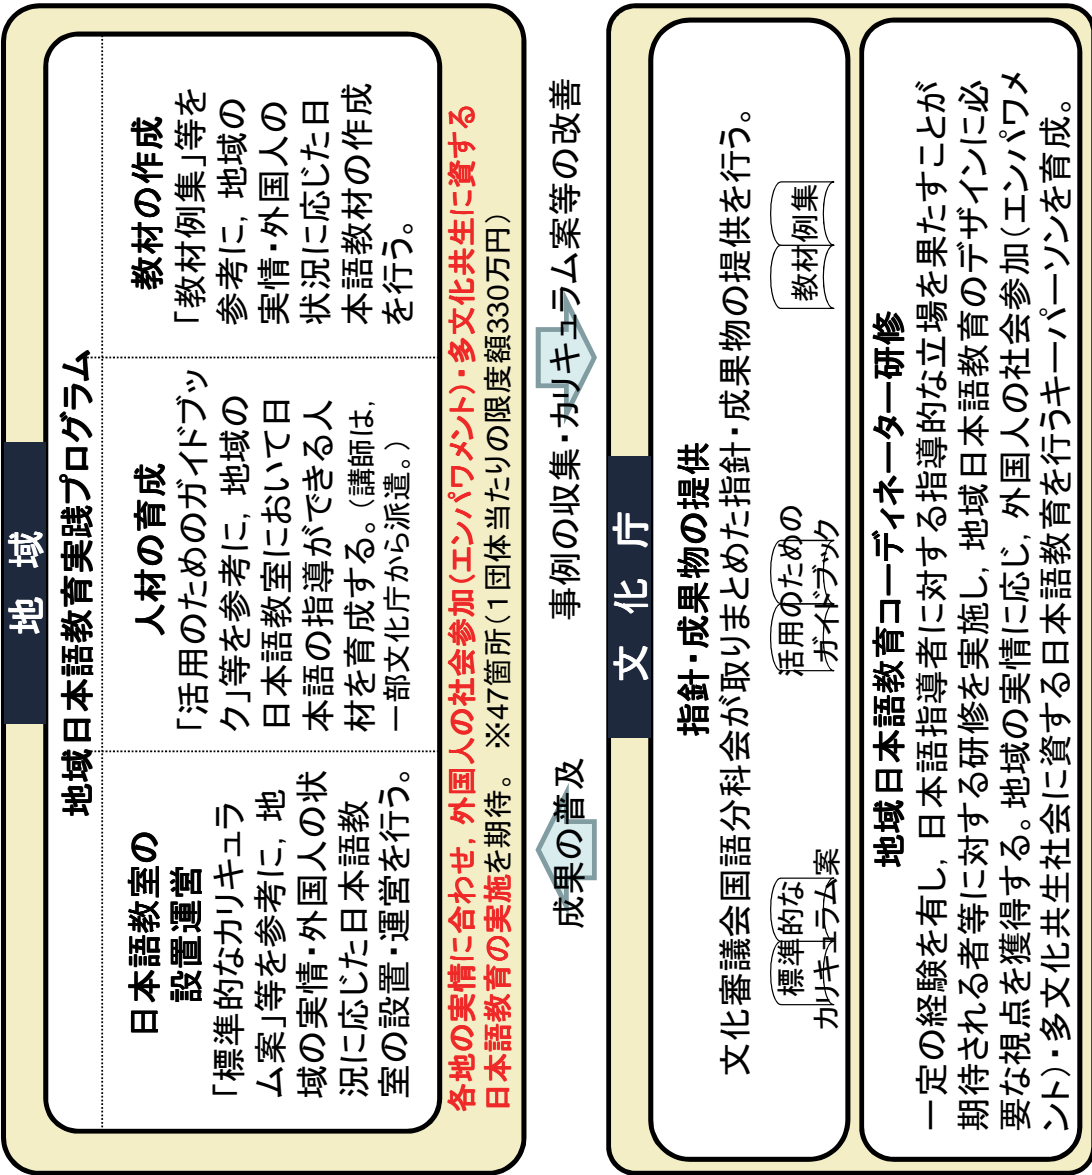 地 域
地域日本語教育実践プログラム
日本語教室の
設置運営
「標準的なカリキュラ
ム案」等を参考に，地
域の実情・外国人の状
況に応じた日本語教
室の設置・運営を行う。
人材の育成
「活用のためのガイドブッ
ク」等を参考に，地域の
日本語教室において日
本語の指導ができる人
材を育成する。（講師は，
一部文化庁から派遣。）
教材の作成
「教材例集」等を
参考に，地域の
実情・外国人の
状況に応じた日
本語教材の作成
を行う。
各地の実情に合わせ，外国人の社会参加（エンパワメント）・多文化共生に資する
日本語教育の実施を期待。 ※47箇所（1団体当たりの限度額330万円）
成果の普及
事例の収集・カリキュラム案等の改善
文 化 庁
指針・成果物の提供
文化審議会国語分科会が取りまとめた指針・成果物の提供を行う。
標準的な
カリキュラム案
活用のための
ガイドブック
教材例集
地域日本語教育コーディネーター研修
一定の経験を有し，日本語指導者に対する指導的な立場を果たすことが
期待される者等に対する研修を実施し，地域日本語教育のデザインに必
要な視点を獲得する。地域の実情に応じ，外国人の社会参加（エンパワメ
ント）・多文化共生社会に資する日本語教育を行うキーパーソンを育成。